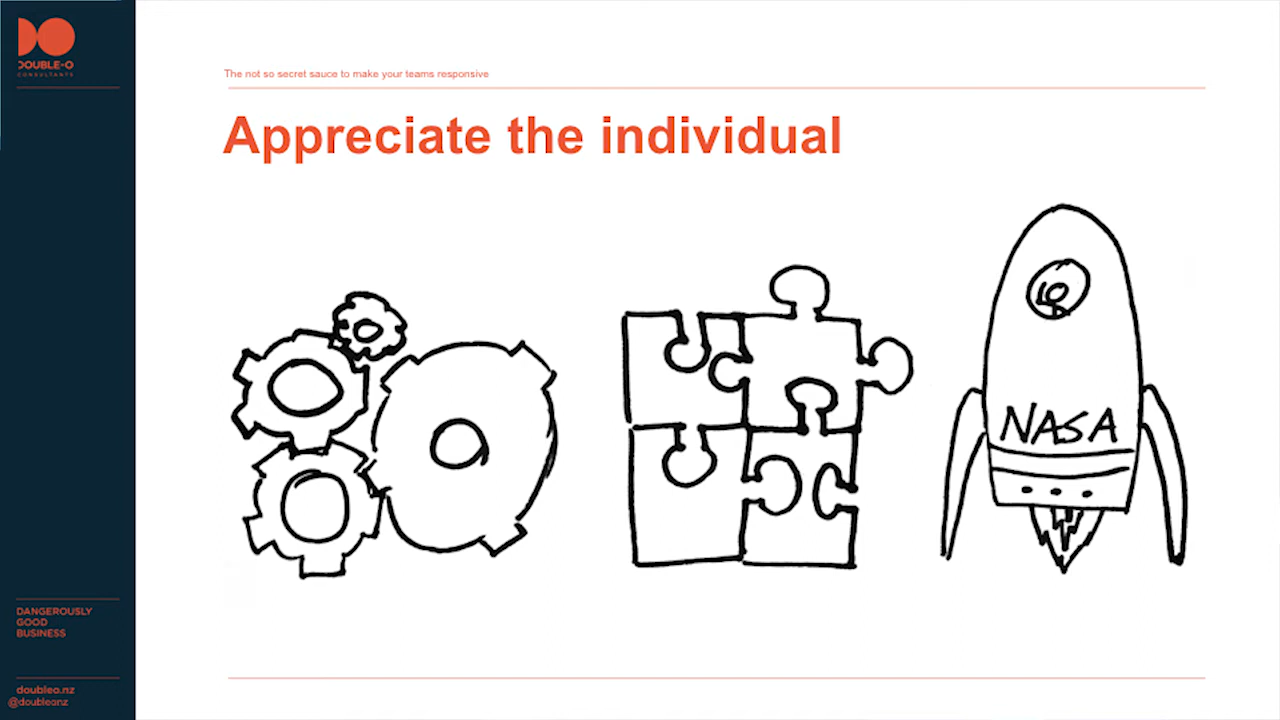 DOUBLE-O
CONSULTANTS
The not so secret sauce to make your teams responsive
Appreciate the individual
NASA
DANGEROUSLY
GOOD
BUSINESS
doubleo.nz
@doubleonz